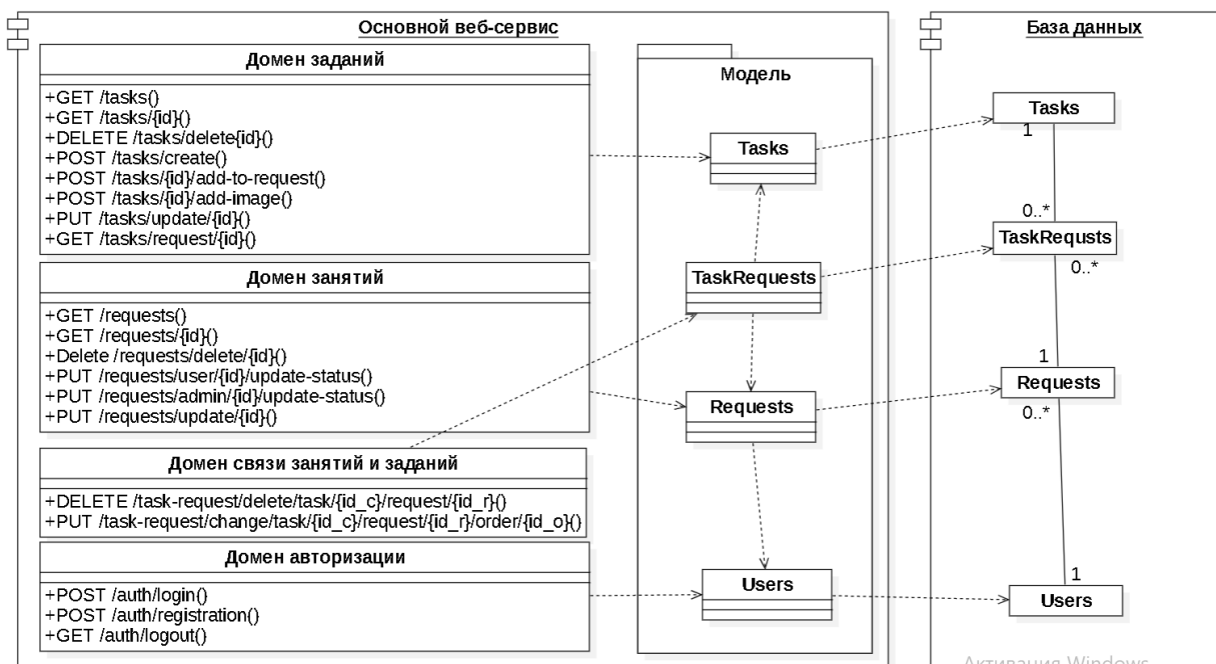 Основной веб-сервис
Домен заданий
+GET /tasks()
+GET /tasks/{id}()
+DELETE /tasks/delete{id}()
+POST /tasks/create()
+POST /tasks/{id}/add-to-request()
+POST /tasks/{id}/add-image()
+PUT /tasks/update/{id}()
+GET /tasks/request/{id}()
Домен занятий
+GET /requests()
+GET /requests/{id}()
+Delete /requests/delete/{id}()
+PUT /requests/user/{id}/update-status()
+PUT /requests/admin/{id}/update-status()
+PUT /requests/update/{id}()
Домен связи занятий и заданий
+DELETE /task-request/delete/task/{id_c}/request/{id_r}()
+PUT /task-request/change/task/{id_c}/request/{id_r}/order/{id_o}()
Домен авторизации
+POST /auth/login()
+POST /auth/registration()
+GET /auth/logout()
Модель
Tasks
TaskRequests
Requests
Users
База данных
Tasks
1
0..*
TaskRequsts
0..*
1
Requests
0..*
1
Users
Активация Windows